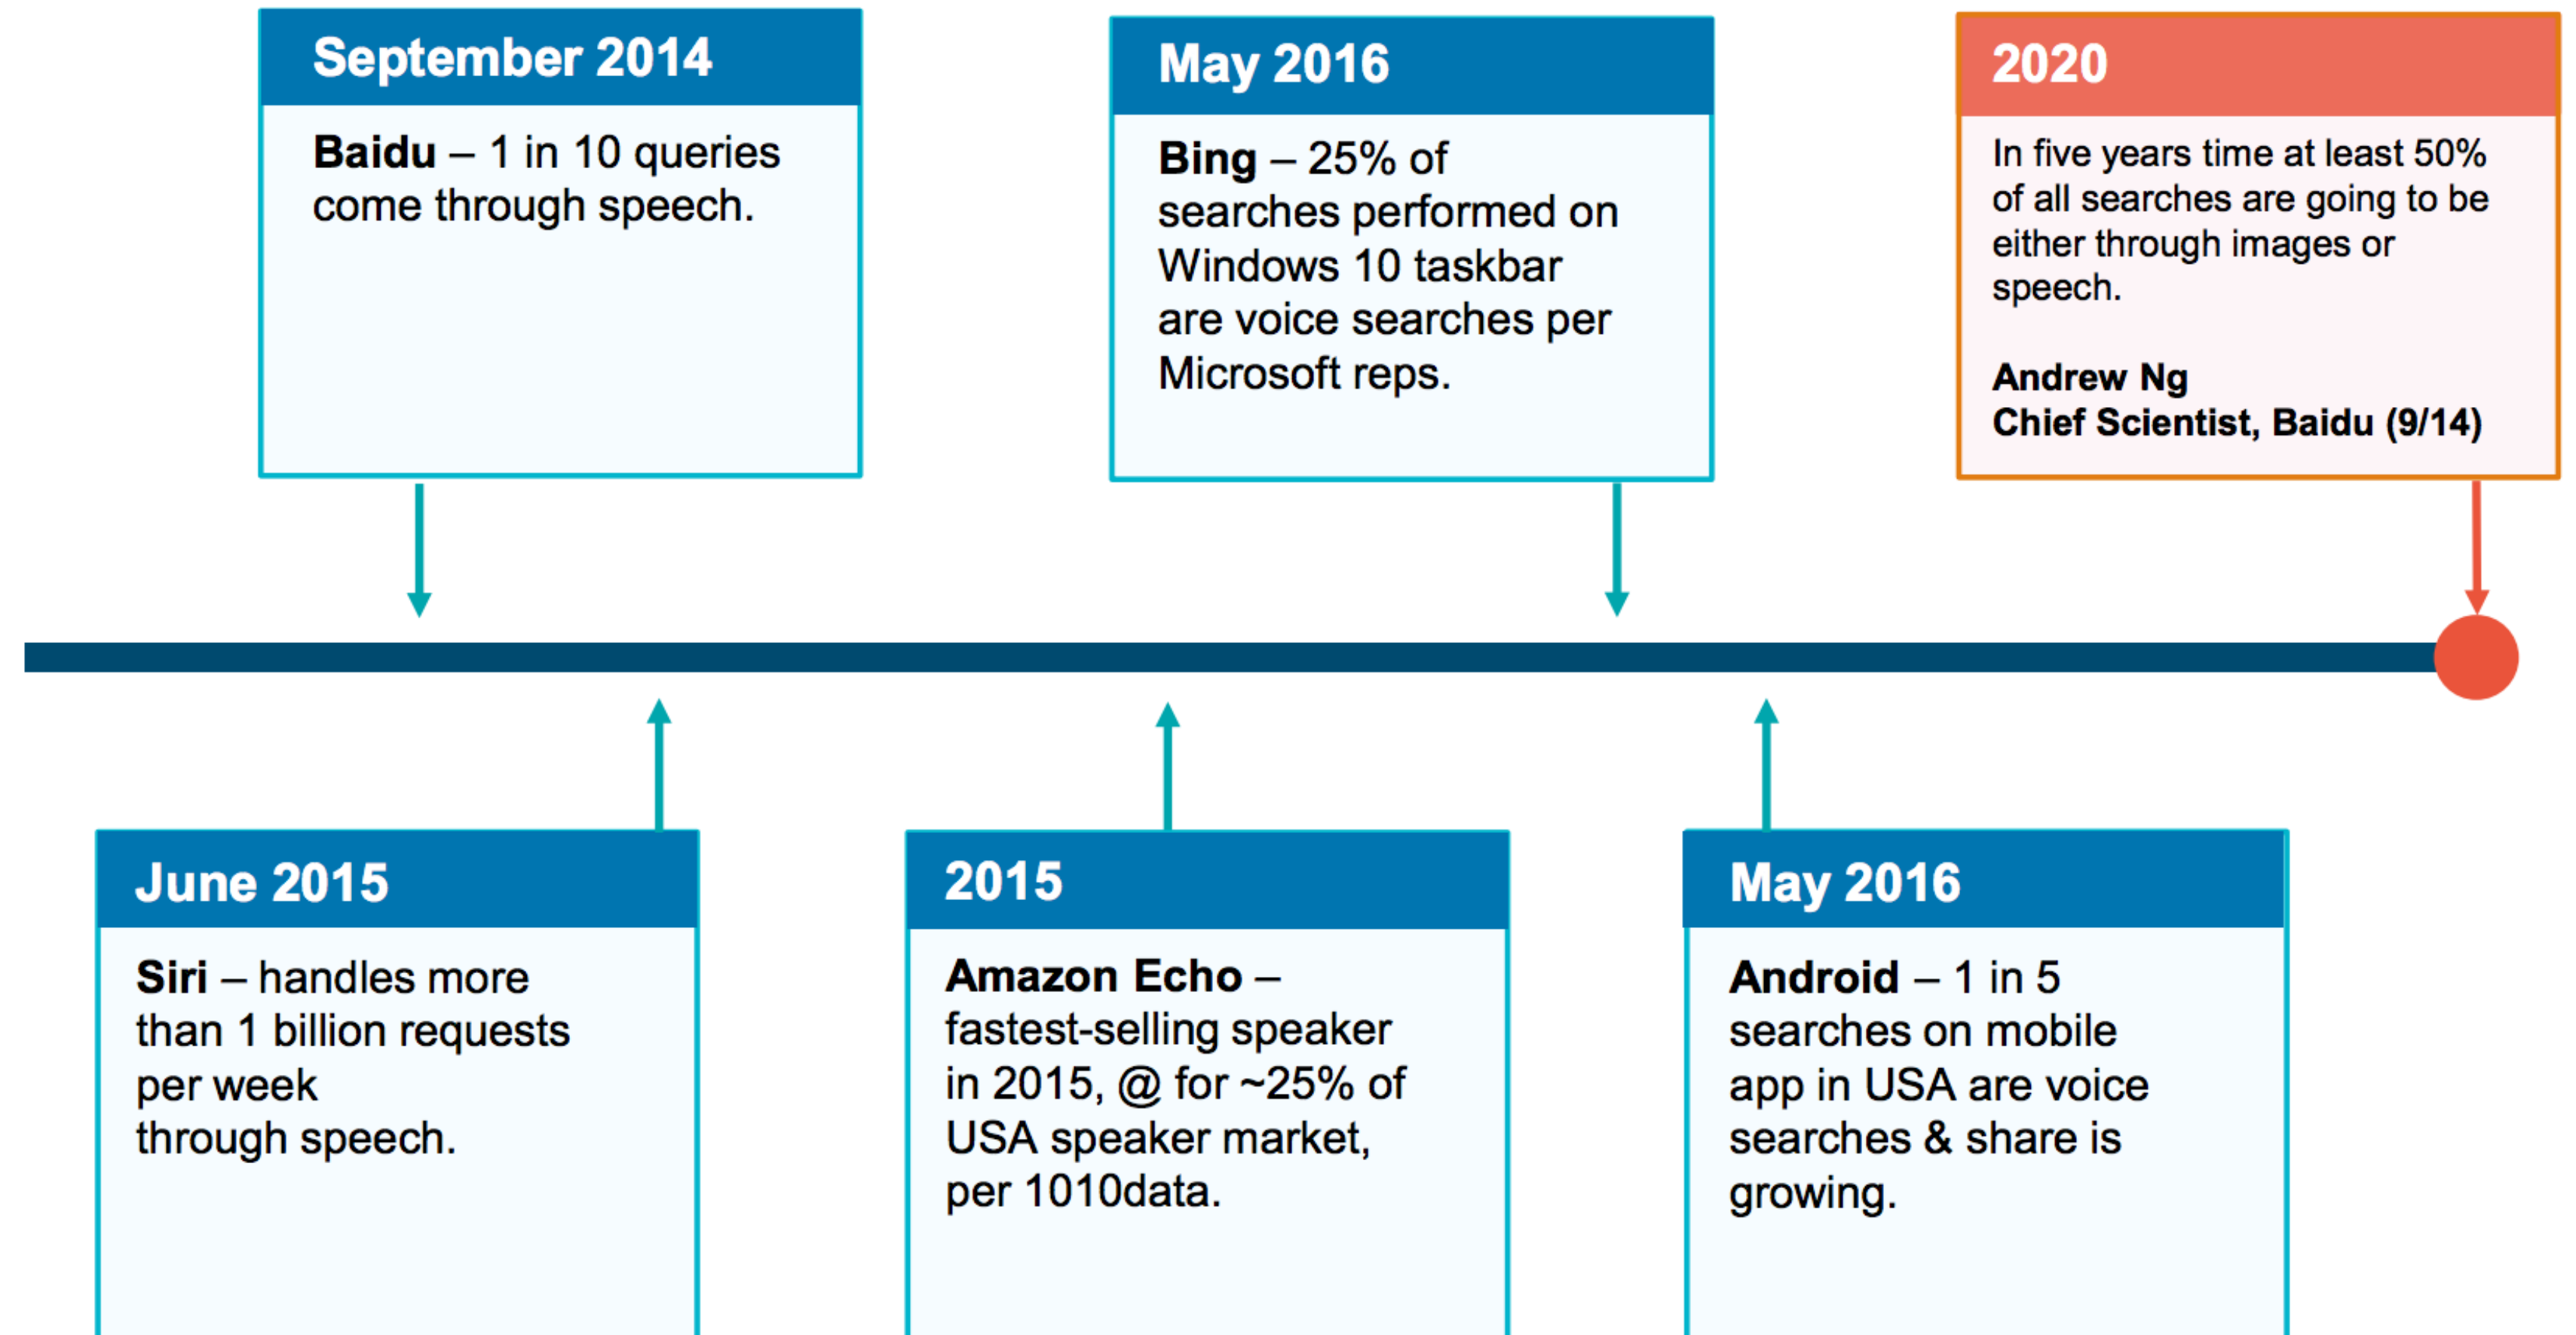 September 2014
Baidu – 1 in 10 queries
come through speech.
May 2016
Bing – 25% of
searches performed on
Windows 10 taskbar
are voice searches per
Microsoft reps.
2020
In five years time at least 50%
of all searches are going to be
either through images or
speech.
Andrew Ng
Chief Scientist, Baidu (9/14)
June 2015
Siri – handles more
than 1 billion requests
per week
through speech.
2015
Amazon Echo –
fastest-selling speaker
in 2015, @ for ~25% of
USA speaker market,
per 1010data.
May 2016
Android – 1 in 5
searches on mobile
app in USA are voice
searches & share is
growing.